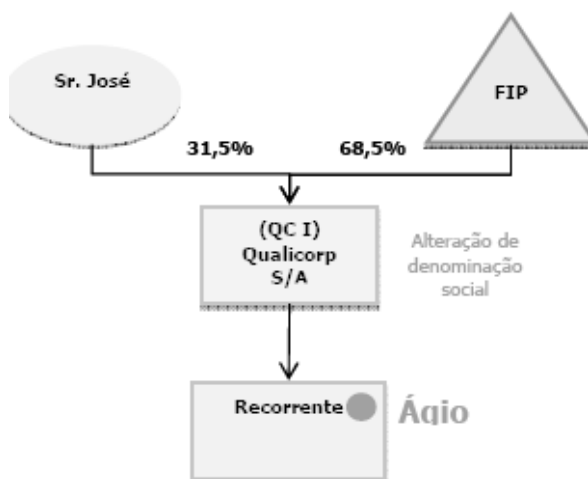 Sr. José
FIP
31,5%
68,5%
(QC I)
Qualicorp
S/A
Alteração de
denominação
social
Recorrente
Ágio